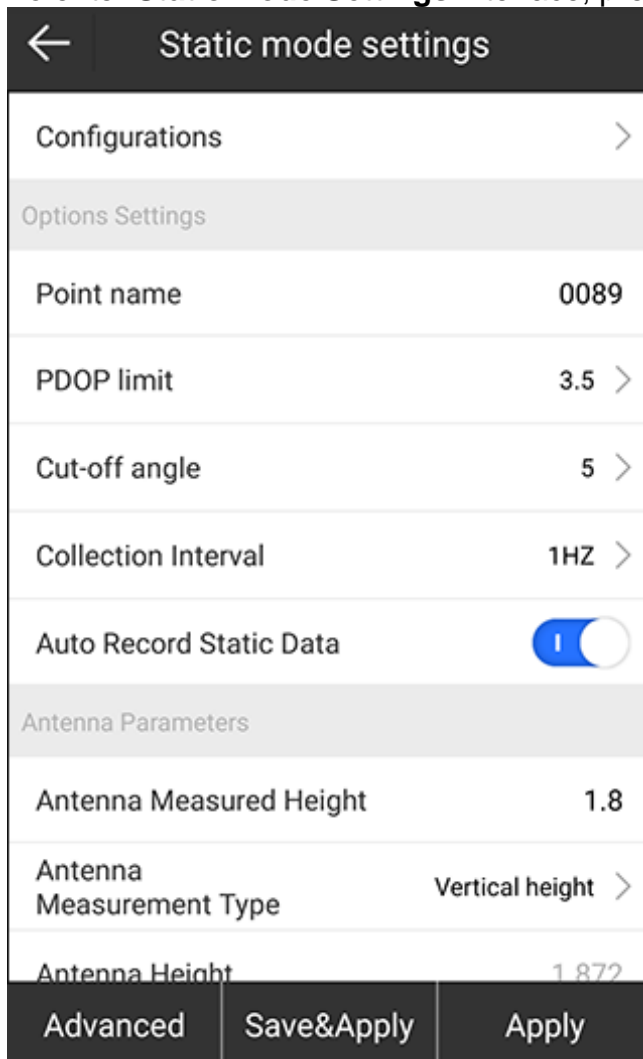 Static mode settings
Configurations
Options Settings
Point name 0089
PDOP limit 3.5
Cut-off angle 5
Collection Interval 1HZ
Auto Record Static Data
Antenna Parameters
Antenna Measured Height 1.8
Antenna
Measurement Type Vertical height
Antenna Height 1.872
Advanced Save&Apply Apply